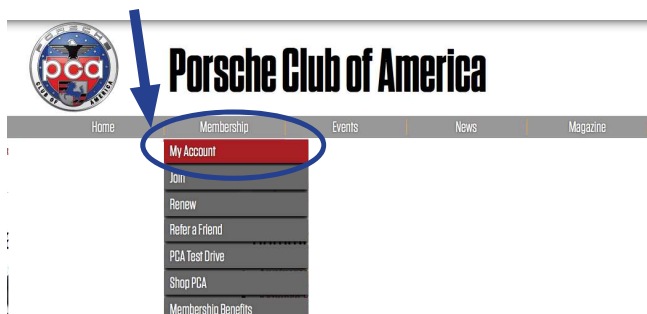 PORSCHE
pca
CLUB OF AMERICA
Porsche Club of America
Home Membership Events News Magazine
My Account
Join
Renew
Refer a Friend
PCA Test Drive
Shop PCA
Membership Benefits